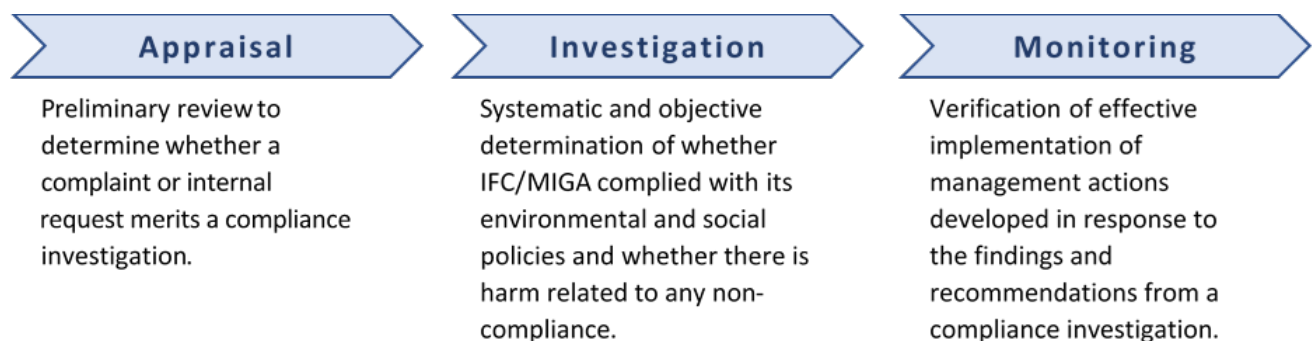 Appraisal
Preliminary review to
determine whether a
complaint or internal
request merits a compliance
investigation.
Investigation
Systematic and objective
determination of whether
IFC/MIGA complied with its
environmental and social
policies and whether there is
harm related to any non-
compliance.
Monitoring
Verification of effective
implementation of
management actions
developed in response to
the findings and
recommendations from a
compliance investigation.